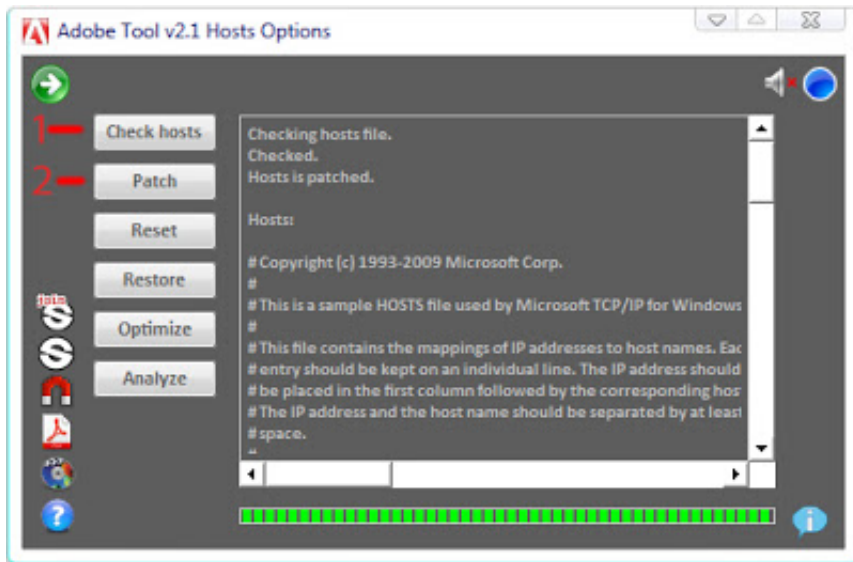 Adobe Tool v2.1 Hosts Options
1
Check hosts
2
Patch
Reset
Restore
Optimize
Analyze
Checking hosts file.
Checked.
Hosts is patched.
Hosts:
# Copyright (c) 1993-2009 Microsoft Corp.
#
# This is a sample HOSTS file used by Microsoft TCP/IP for Windows
#
# This file contains the mappings of IP addresses to host names. Eac
# entry should be kept on an individual line. The IP address should
# be placed in the first column followed by the corresponding hos
# The IP address and the host name should be separated by at least
# space.
#
?
i